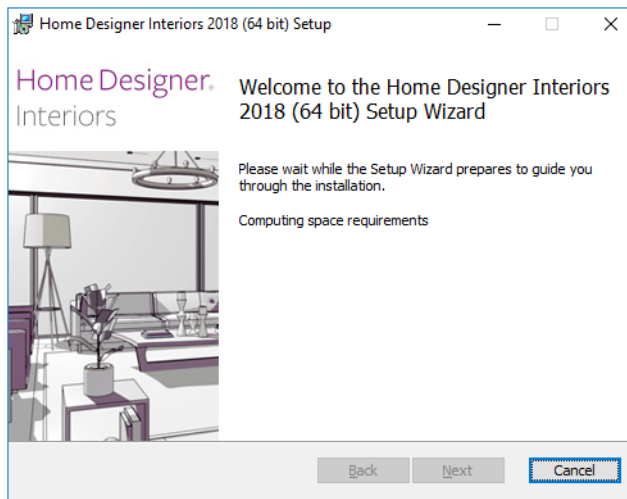 Home Designer Interiors 2018 (64 bit) Setup
Home Designer®
Interiors
Welcome to the Home Designer Interiors
2018 (64 bit) Setup Wizard
Please wait while the Setup Wizard prepares to guide you
through the installation.
Computing space requirements
Back
Next
Cancel